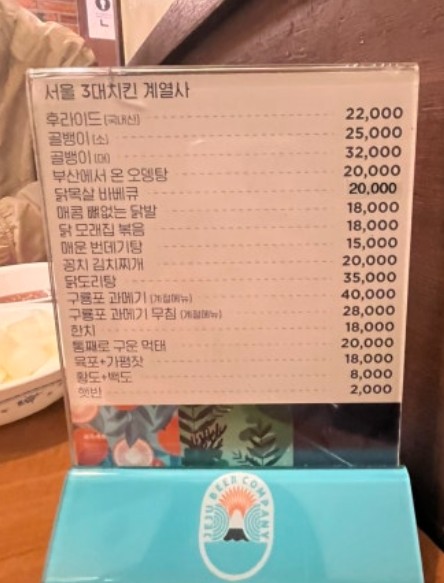 서울 3대치킨 계열사
후라이드(국내산) 22,000
골뱅이(소) 25,000
골뱅이(대) 32,000
부산에서 온 오뎅탕 20,000
닭목살 바베큐 20,000
매콤 뼈없는 닭발 18,000
닭 모래집 볶음 18,000
매운 번데기탕 15,000
꽁치 김치찌개 20,000
닭도리탕 35,000
구룡포 과메기 (계절메뉴) 40,000
구룡포 과메기 무침 (계절메뉴) 28,000
한치 18,000
통째로 구운 먹태 20,000
육포+가평잣 18,000
황도+백도 8,000
햇반 2,000
JEJU BEER COMPANY